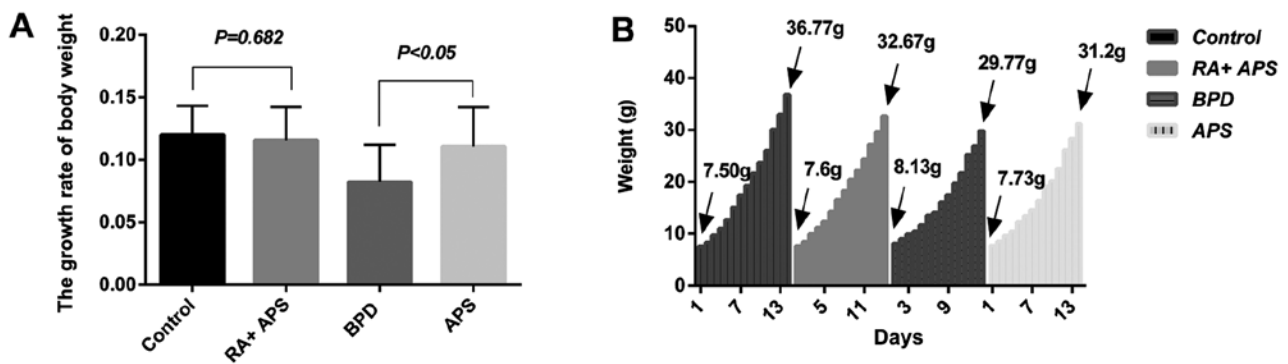 A
The growth rate of body weight
0.20
0.15
0.10
0.05
0.00
P=0.682
P<0.05
Control
RA+ APS
BPD
APS
B
Weight (g)
50
40
30
20
10
0
36.77g
32.67g
29.77g
31.2g
7.50g
7.6g
8.13g
7.73g
1
7
13
5
11
3
9
1
7
13
Days
Control
RA+ APS
BPD
APS